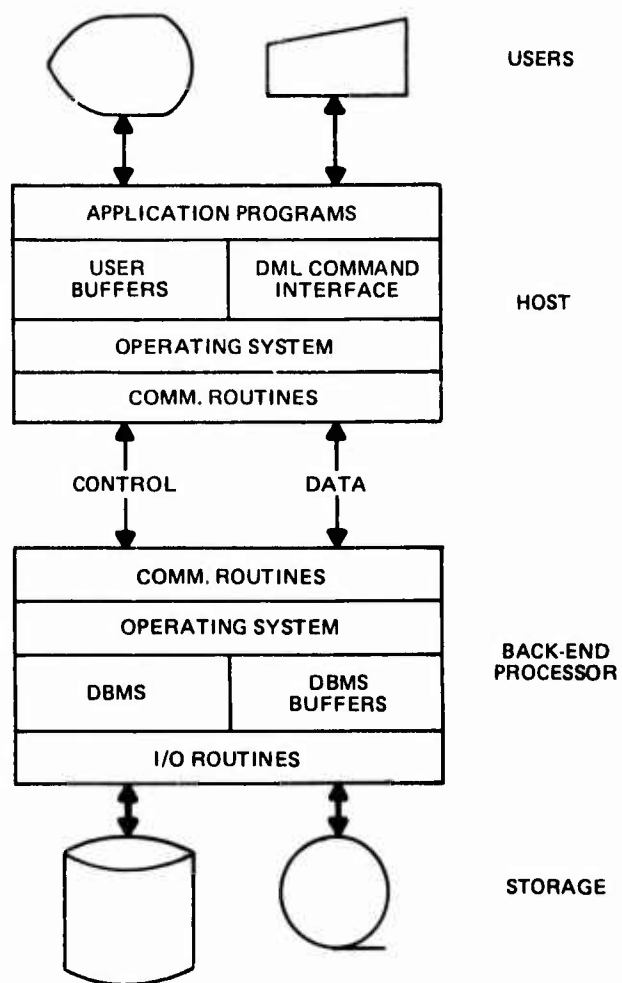 USERS
APPLICATION PROGRAMS
USER
BUFFERS
DML COMMAND
INTERFACE
HOST
OPERATING SYSTEM
COMM. ROUTINES
CONTROL
DATA
COMM. ROUTINES
OPERATING SYSTEM
BACK-END
PROCESSOR
DBMS
DBMS
BUFFERS
I/O ROUTINES
STORAGE